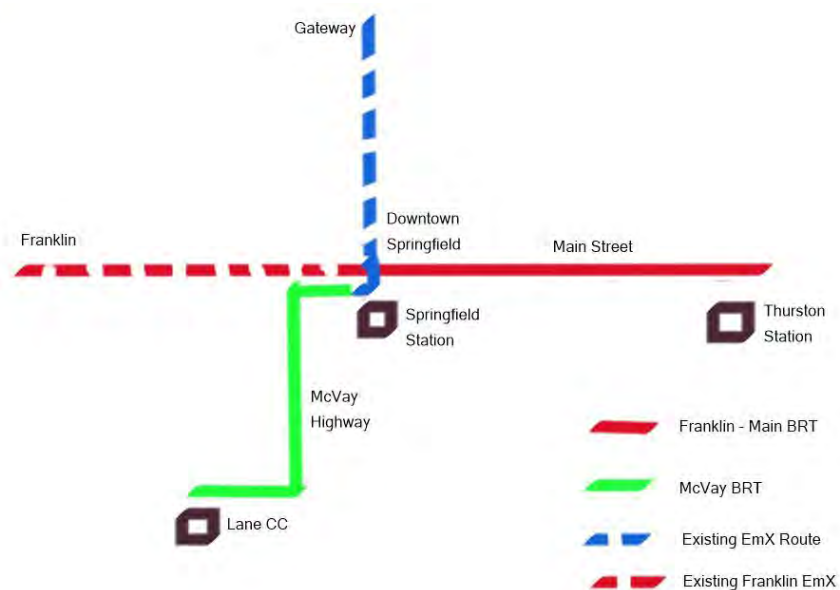 Gateway
Downtown
Springfield
Franklin
Main Street
Springfield
Station
Thurston
Station
McVay
Highway
Lane CC
Franklin - Main BRT
McVay BRT
Existing EmX Route
Existing Franklin EmX